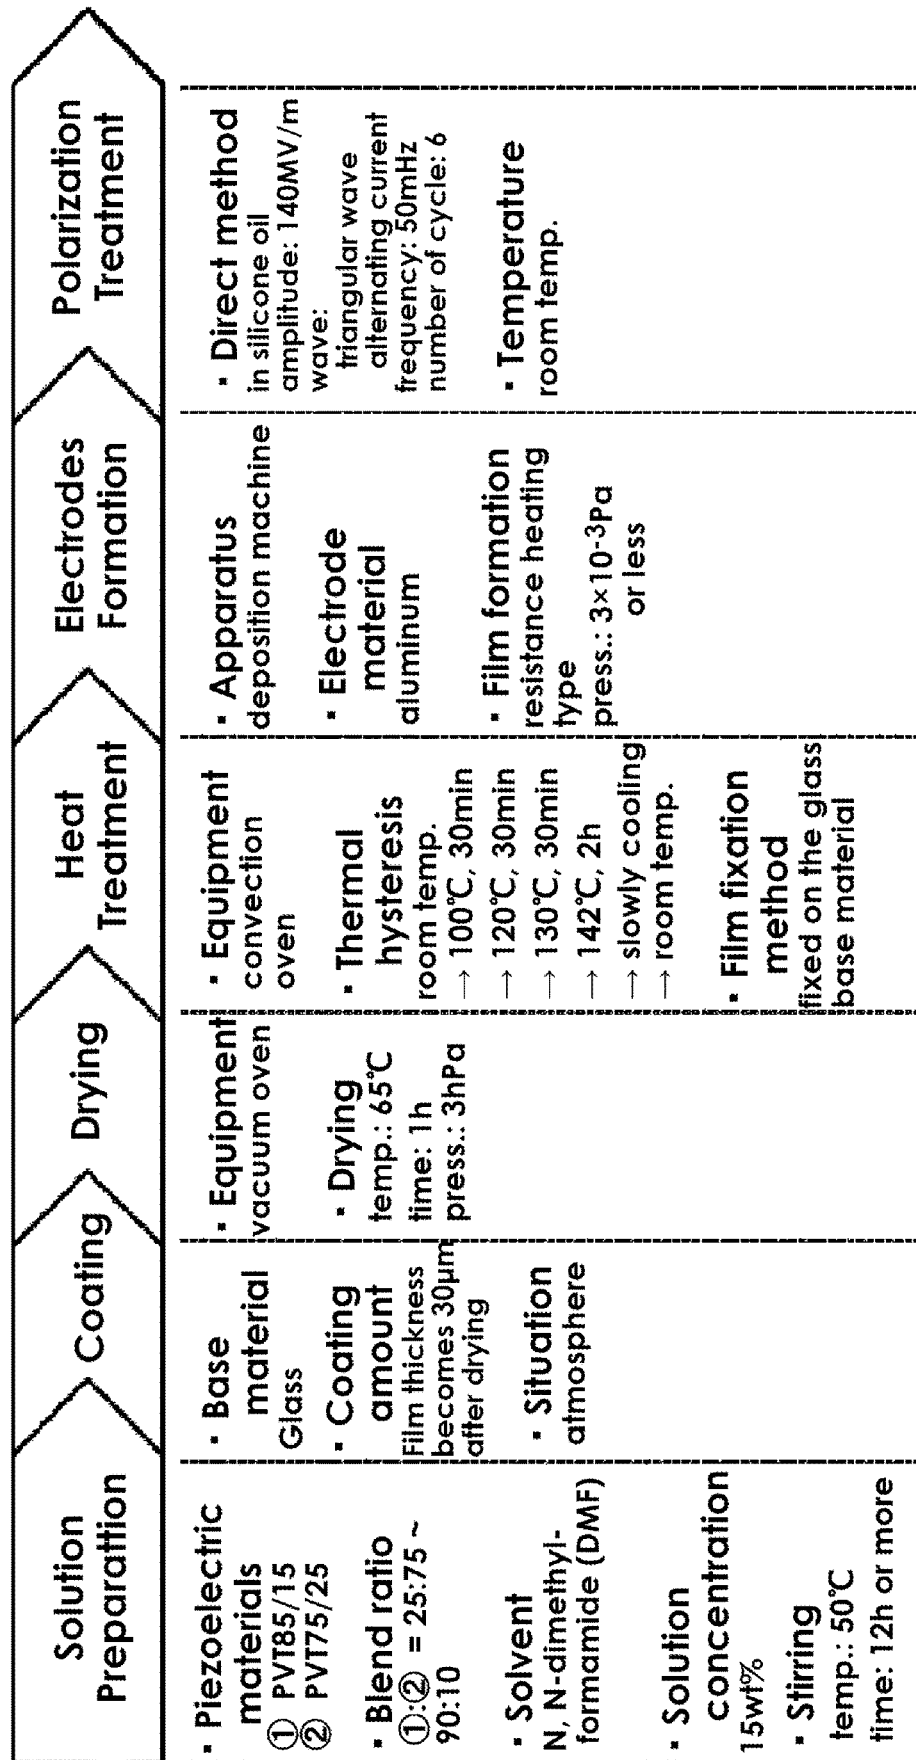 Solution
Preparattion
Coating
Drying
Heat
Treatment
Electrodes
Formation
Polarization
Treatment
▪ Piezoelectric
materials
① PVT85/15
② PVT75/25
▪ Blend ratio
①:② = 25:75 ~
90:10
▪ Solvent
N, N-dimethyl-
formamide (DMF)
▪ Solution
concentration
15wt%
▪ Stirring
temp.: 50℃
time: 12h or more
▪ Base
material
Glass
▪ Coating
amount
Film thickness
becomes 30μm
after drying
▪ Situation
atmosphere
▪ Equipment
vacuum oven
▪ Drying
temp.: 65℃
time: 1h
press.: 3hPa
▪ Equipment
convection
oven
▪ Thermal
hysteresis
room temp.
→ 100℃, 30min
→ 120℃, 30min
→ 130℃, 30min
→ 142℃, 2h
→ slowly cooling
→ room temp.
▪ Film fixation
method
fixed on the glass
base material
▪ Apparatus
deposition machine
▪ Electrode
material
aluminum
▪ Film formation
resistance heating
type
press.: 3×10⁻³Pa
or less
▪ Direct method
in silicone oil
amplitude: 140MV/m
wave:
triangular wave
alternating current
frequency: 50mHz
number of cycle: 6
▪ Temperature
room temp.